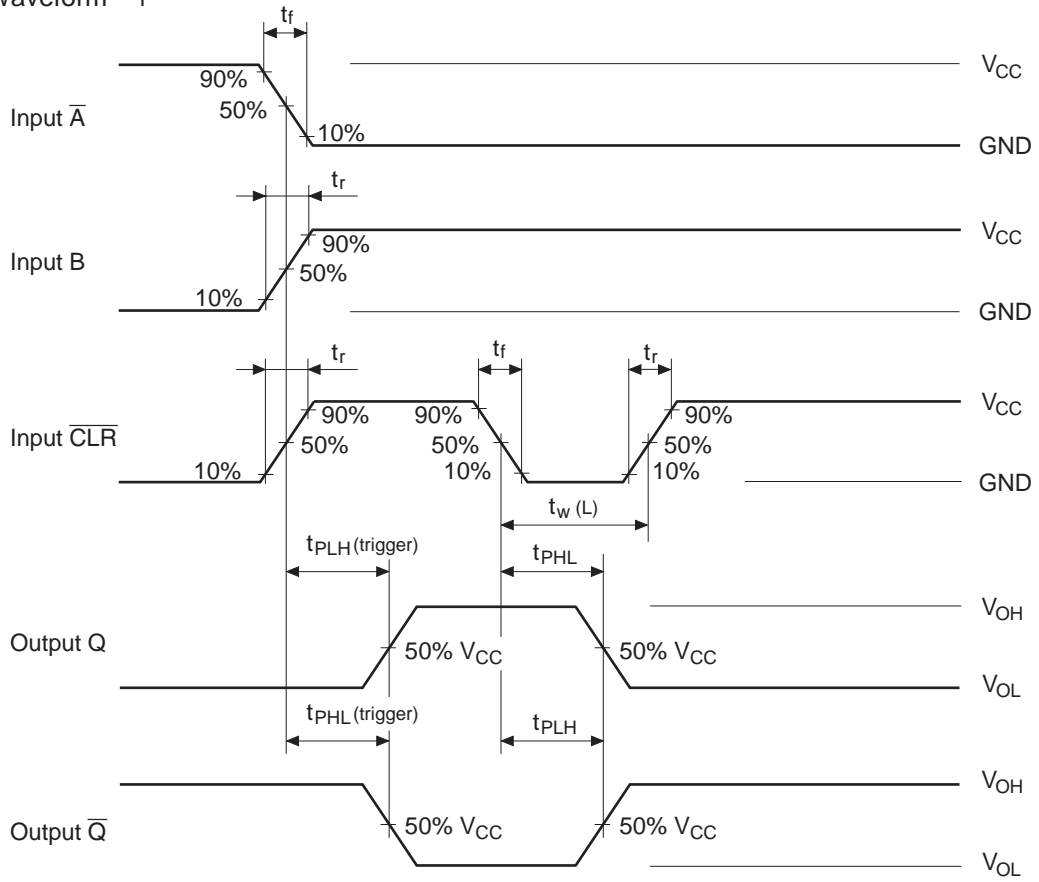 Waveform – 1
tf
VCC
90%
50%
Input A̅
10%
GND
tr
VCC
90%
Input B
50%
10%
GND
tr
tf
tr
VCC
90%
90%
90%
Input C̅L̅R̅
50%
50%
50%
10%
10%
10%
GND
tw (L)
tPLH (trigger)
tPHL
VOH
Output Q
50% VCC
50% VCC
VOL
tPHL (trigger)
tPLH
VOH
Output Q̅
50% VCC
50% VCC
VOL